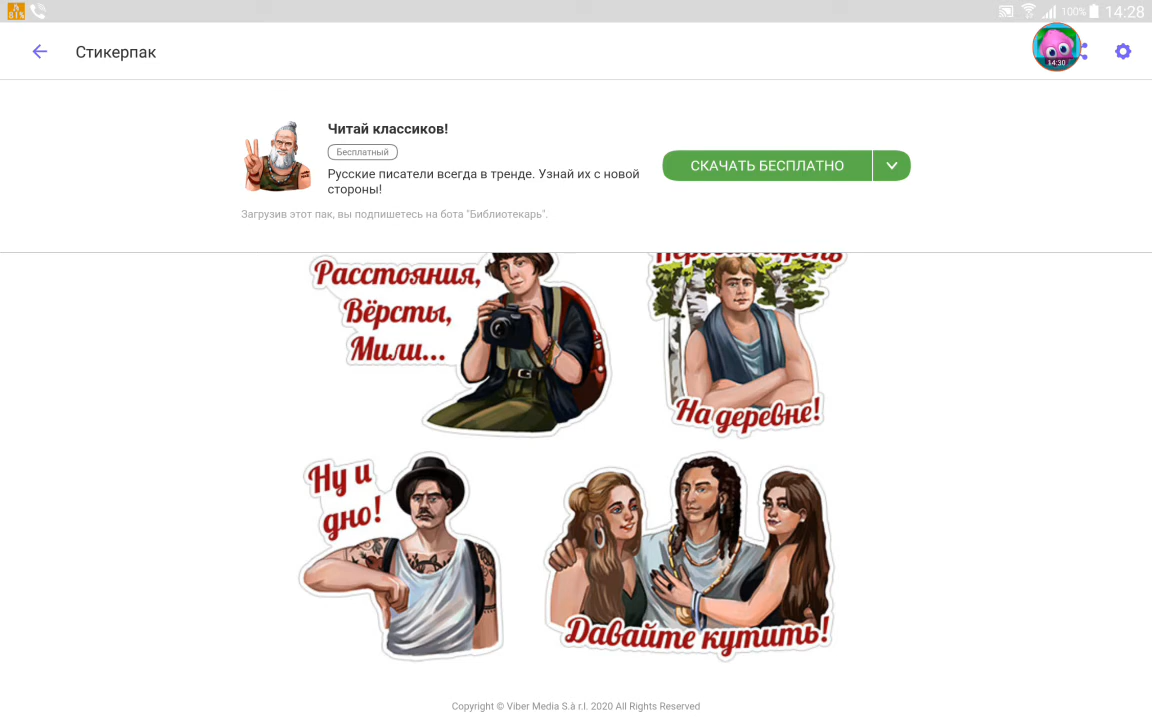 81%
100% 14:28
Стикерпак
14:30
Читай классиков!
Бесплатный
Русские писатели всегда в тренде. Узнай их с новой
стороны!
СКАЧАТЬ БЕСПЛАТНО
Загрузив этот пак, вы подпишетесь на бота "Библиотекарь".
Расстояния,
Вёрсты,
Мили...
На деревне!
Ну и
дно!
Давайте кутить!
Copyright © Viber Media S.à r.l. 2020 All Rights Reserved